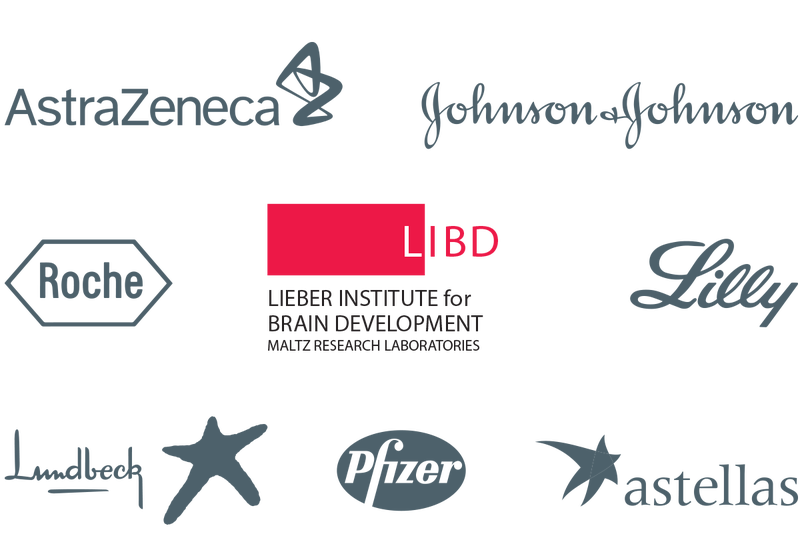 AstraZeneca
Johnson & Johnson
Roche
LIBD
LIEBER INSTITUTE for
BRAIN DEVELOPMENT
MALTZ RESEARCH LABORATORIES
Lilly
Lundbeck
Pfizer
astellas